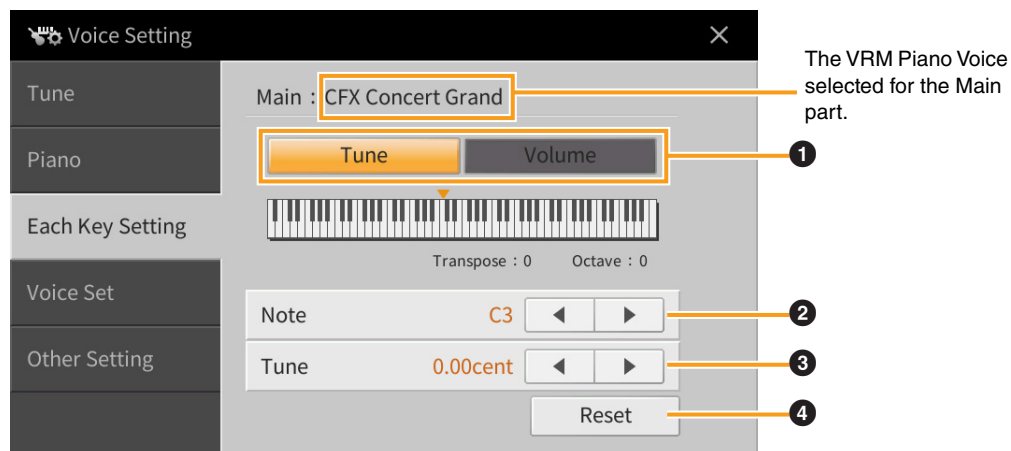 Voice Setting
The VRM Piano Voice
selected for the Main
part.
Tune
Main : CFX Concert Grand
Piano
Tune
Volume
1
Each Key Setting
Transpose : 0
Octave : 0
Voice Set
Note
C3
2
Other Setting
Tune
0.00cent
3
Reset
4